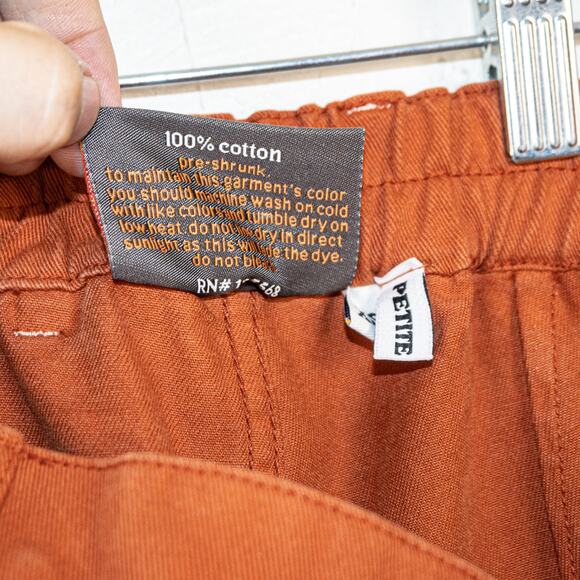 100% cotton
pre-shrunk.
to maintain this garment's color
you should machine wash on cold
with like colors and tumble dry on
low heat. do not dry in direct
sunlight as this will fade the dye.
do not bleach
RN#
PETITE